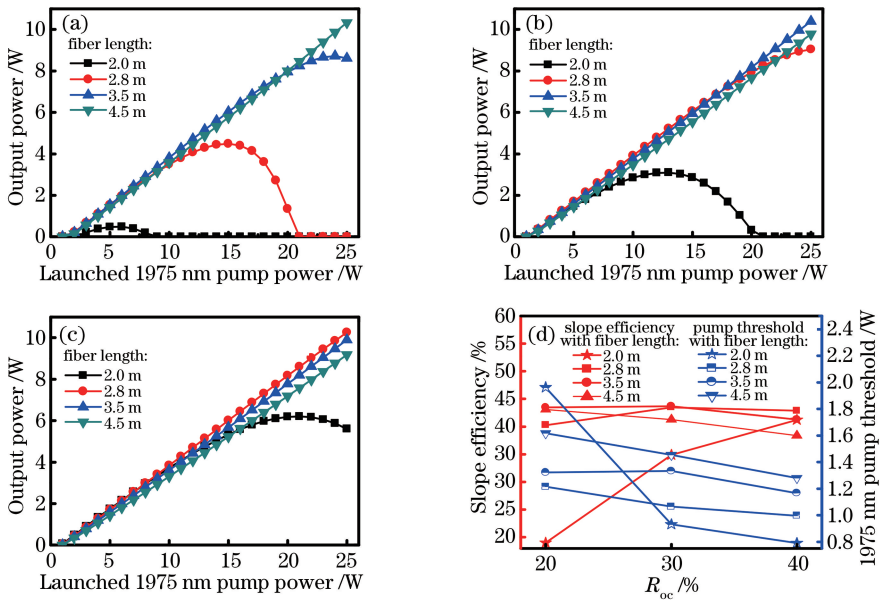 (a)
fiber length:
2.0 m
2.8 m
3.5 m
4.5 m
Output power /W
10
8
6
4
2
0
0 5 10 15 20 25
Launched 1975 nm pump power /W
(b)
fiber length:
2.0 m
2.8 m
3.5 m
4.5 m
Output power /W
10
8
6
4
2
0
0 5 10 15 20 25
Launched 1975 nm pump power /W
(c)
fiber length:
2.0 m
2.8 m
3.5 m
4.5 m
Output power /W
10
8
6
4
2
0
0 5 10 15 20 25
Launched 1975 nm pump power /W
(d)
slope efficiency
with fiber length:
2.0 m
2.8 m
3.5 m
4.5 m
pump threshold
with fiber length:
2.0 m
2.8 m
3.5 m
4.5 m
Slope efficiency /%
60
55
50
45
40
30
25
20
1975 nm pump threshold /W
2.4
2.2
2.0
1.8
1.6
1.4
1.2
1.0
0.8
20 30 40
Roc /%